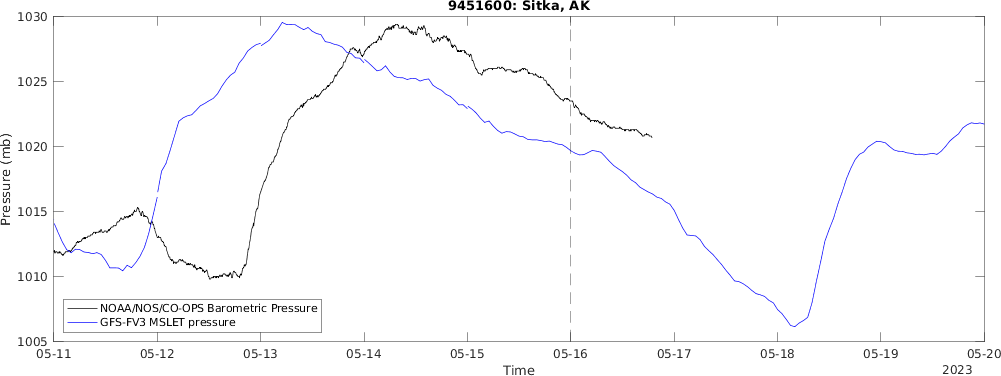 9451600: Sitka, AK
Pressure (mb)
1030
1025
1020
1015
1010
1005
NOAA/NOS/CO-OPS Barometric Pressure
GFS-FV3 MSLET pressure
05-11 05-12 05-13 05-14 05-15 05-16 05-17 05-18 05-19 05-20
Time
2023